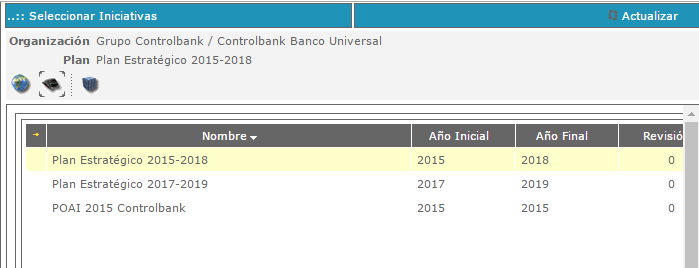 ..:: Seleccionar Iniciativas Actualizar
Organización Grupo Controlbank / Controlbank Banco Universal
Plan Plan Estratégico 2015-2018
Nombre Año Inicial Año Final Revisió
Plan Estratégico 2015-2018 2015 2018 0
Plan Estratégico 2017-2019 2017 2019 0
POAI 2015 Controlbank 2015 2015 0